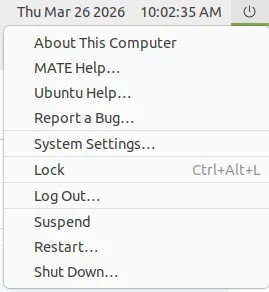 Thu Mar 26 2026 10:02:35 AM
About This Computer
MATE Help…
Ubuntu Help…
Report a Bug…
System Settings…
Lock Ctrl+Alt+L
Log Out…
Suspend
Restart…
Shut Down…